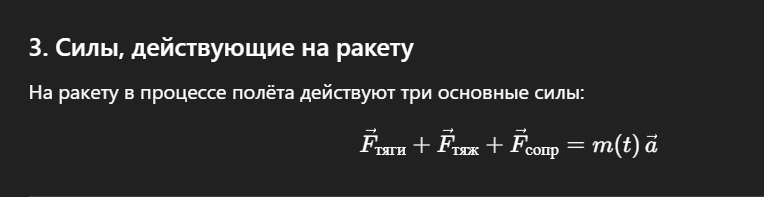 3. Силы, действующие на ракету
На ракету в процессе полёта действуют три основные силы:
F⃗тяги + F⃗тяж + F⃗сопр = m(t) a⃗